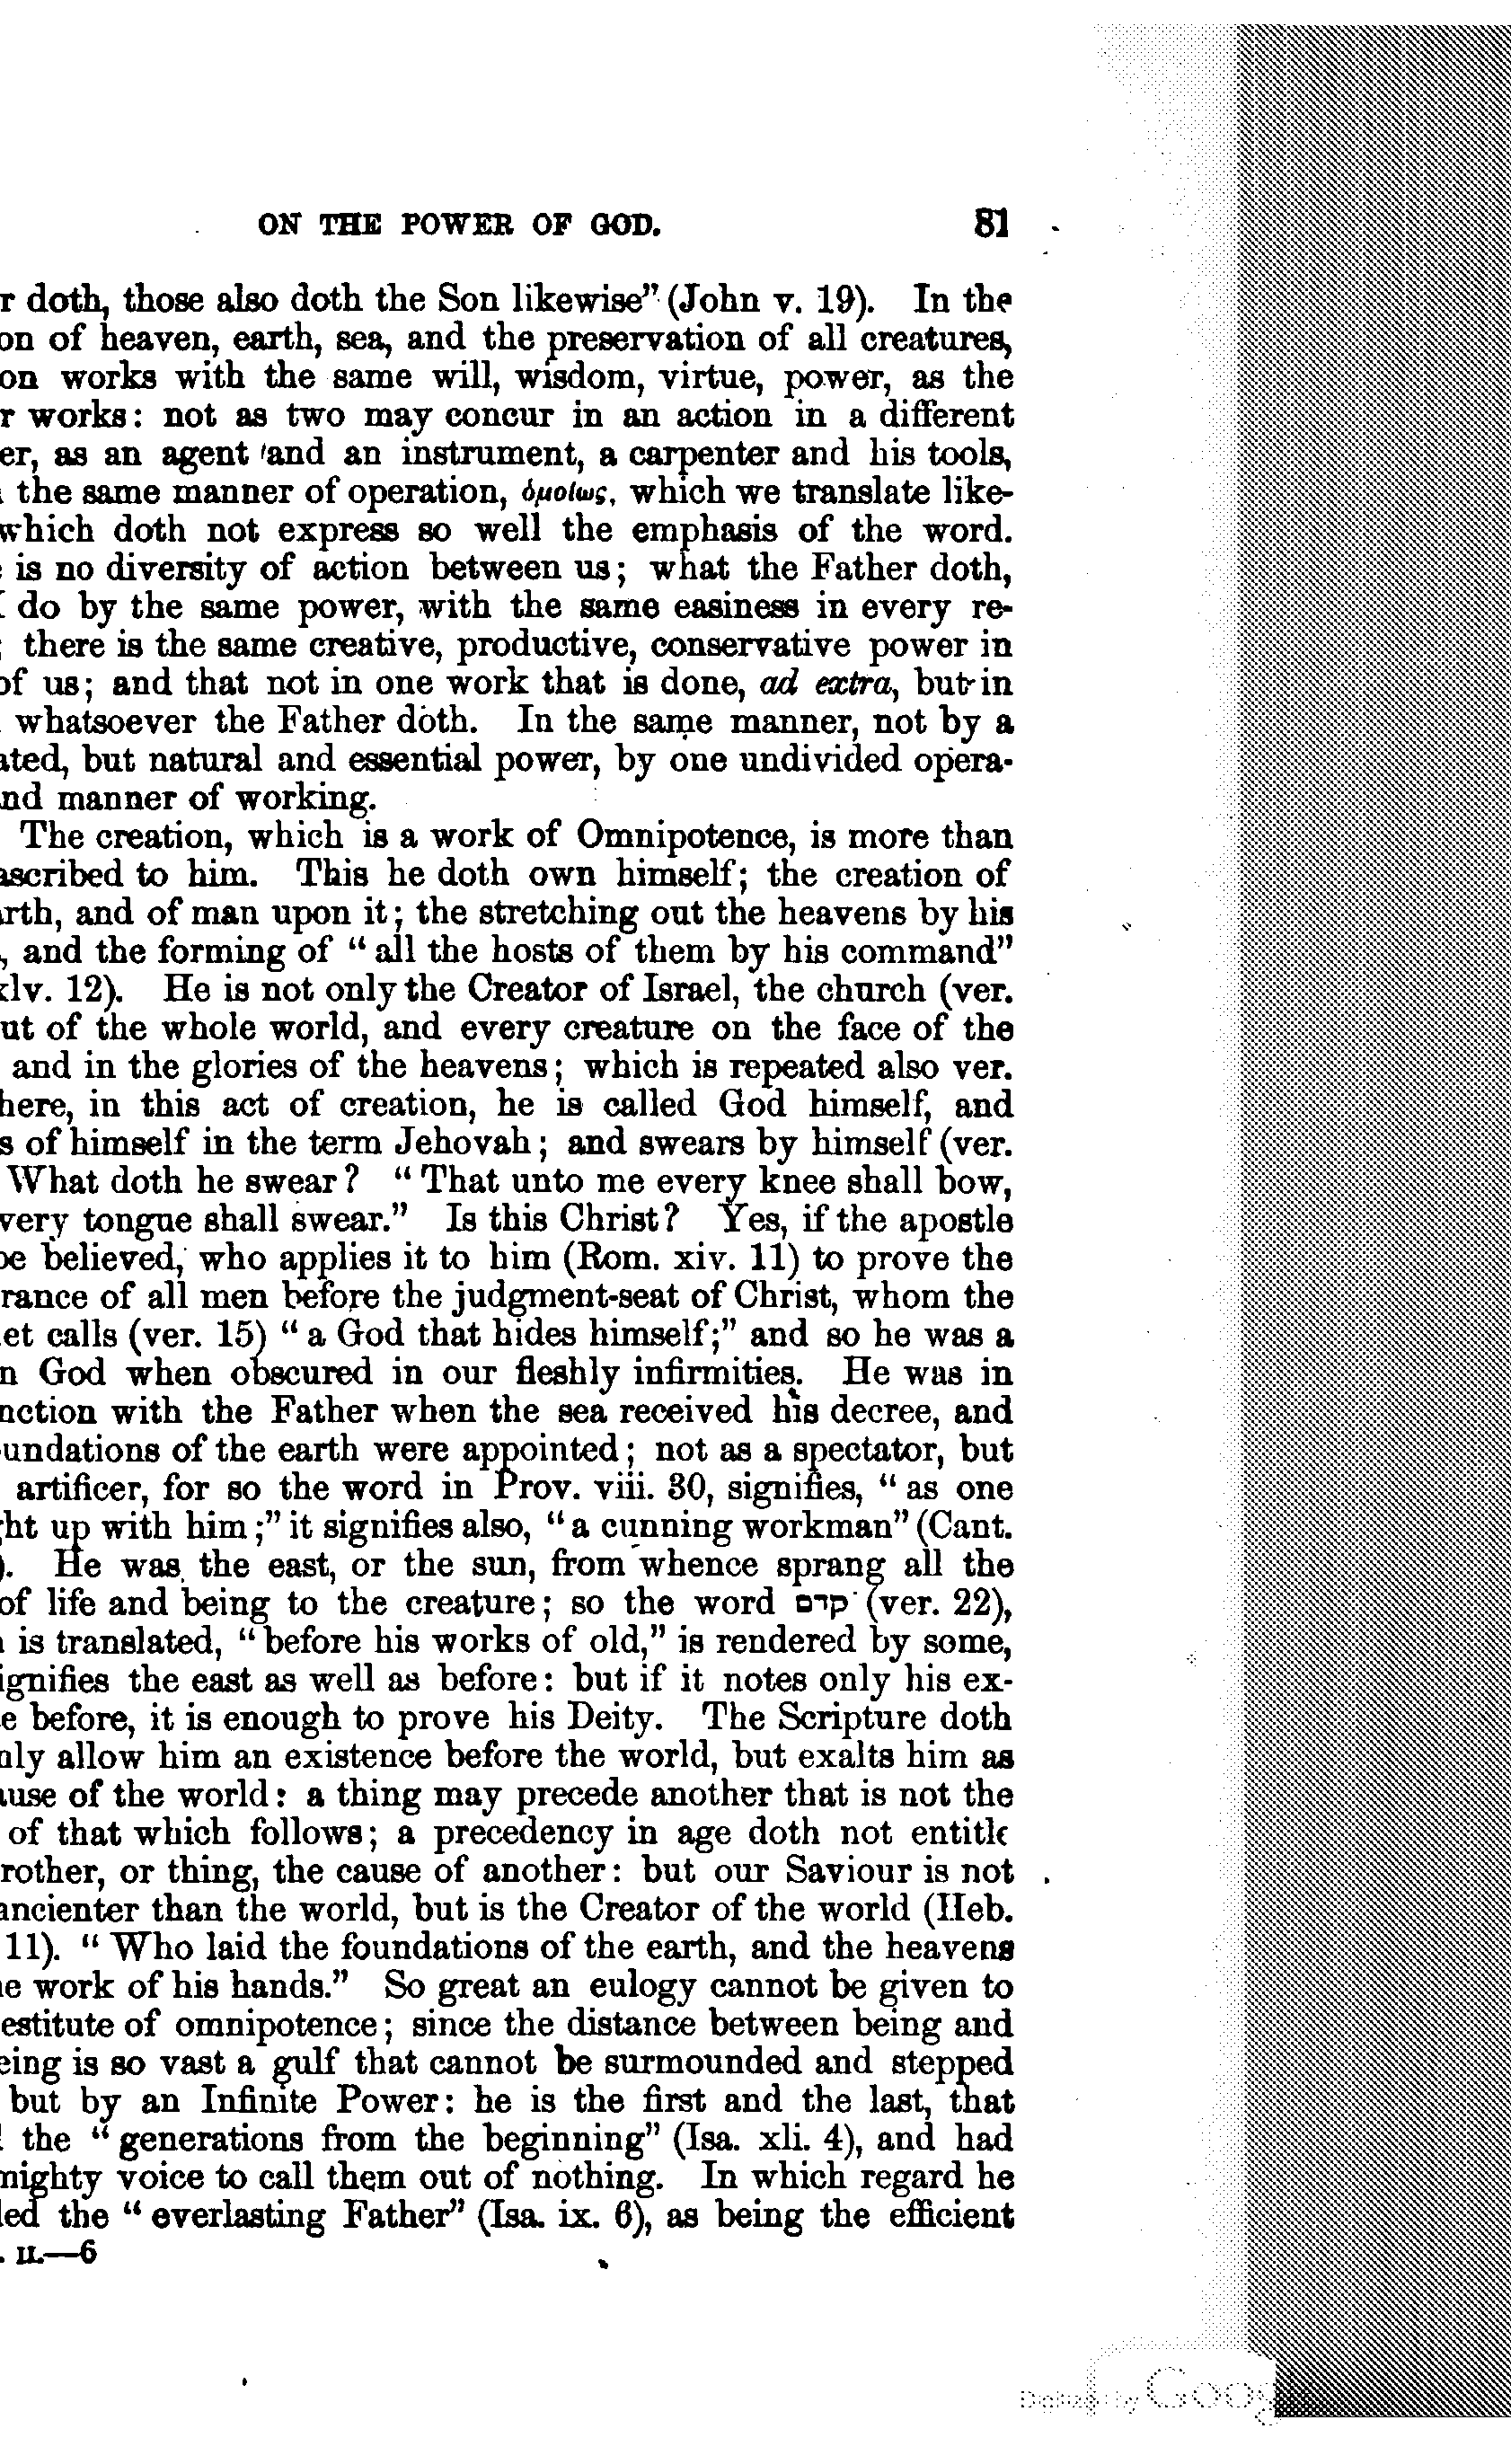 ON THE POWER OF GOD. 81
r doth, those also doth the Son likewise” (John v. 19). In the
on of heaven, earth, sea, and the preservation of all creatures,
on works with the same will, wisdom, virtue, power, as the
r works: not as two may concur in an action in a different
er, as an agent and an instrument, a carpenter and his tools,
the same manner of operation, ὁμοίως, which we translate like-
which doth not express so well the emphasis of the word.
is no diversity of action between us; what the Father doth,
I do by the same power, with the same easiness in every re-
; there is the same creative, productive, conservative power in
of us; and that not in one work that is done, ad extra, but in
whatsoever the Father doth. In the same manner, not by a
ated, but natural and essential power, by one undivided opera-
nd manner of working.
The creation, which is a work of Omnipotence, is more than
ascribed to him. This he doth own himself; the creation of
arth, and of man upon it; the stretching out the heavens by his
, and the forming of “all the hosts of them by his command”
xlv. 12). He is not only the Creator of Israel, the church (ver.
ut of the whole world, and every creature on the face of the
and in the glories of the heavens; which is repeated also ver.
here, in this act of creation, he is called God himself, and
s of himself in the term Jehovah; and swears by himself (ver.
What doth he swear? “That unto me every knee shall bow,
very tongue shall swear.” Is this Christ? Yes, if the apostle
be believed, who applies it to him (Rom. xiv. 11) to prove the
rance of all men before the judgment-seat of Christ, whom the
et calls (ver. 15) “a God that hides himself;” and so he was a
n God when obscured in our fleshly infirmities. He was in
nction with the Father when the sea received his decree, and
undations of the earth were appointed; not as a spectator, but
artificer, for so the word in Prov. viii. 30, signifies, “as one
ht up with him;” it signifies also, “a cunning workman” (Cant.
). He was the east, or the sun, from whence sprang all the
of life and being to the creature; so the word קדם (ver. 22),
is translated, “before his works of old,” is rendered by some,
ignifies the east as well as before: but if it notes only his ex-
e before, it is enough to prove his Deity. The Scripture doth
nly allow him an existence before the world, but exalts him as
ause of the world: a thing may precede another that is not the
of that which follows; a precedency in age doth not entitle
rother, or thing, the cause of another: but our Saviour is not
ancienter than the world, but is the Creator of the world (Heb.
11). “Who laid the foundations of the earth, and the heavens
e work of his hands.” So great an eulogy cannot be given to
estitute of omnipotence; since the distance between being and
eing is so vast a gulf that cannot be surmounted and stepped
but by an Infinite Power: he is the first and the last, that
the “generations from the beginning” (Isa. xli. 4), and had
mighty voice to call them out of nothing. In which regard he
led the “everlasting Father” (Isa. ix. 6), as being the efficient
. II.—6
Digitized by Goog